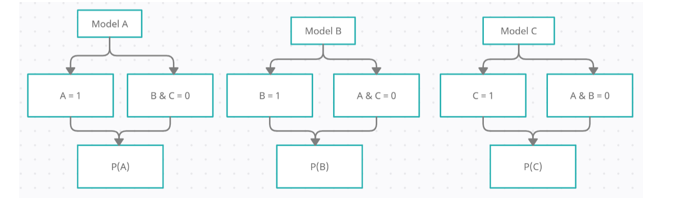 Model A
Model B
Model C
A = 1
B & C = 0
B = 1
A & C = 0
C = 1
A & B = 0
P(A)
P(B)
P(C)